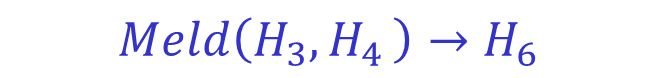 Meld(H₃, H₄ ) → H₆